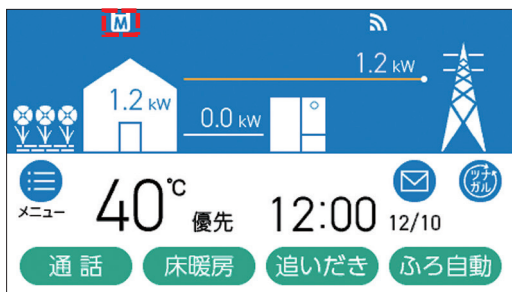 M
1.2 kW
1.2 kW
0.0 kW
メニュー
40℃
優先
12:00
12/10
ツナガル
通話
床暖房
追いだき
ふろ自動